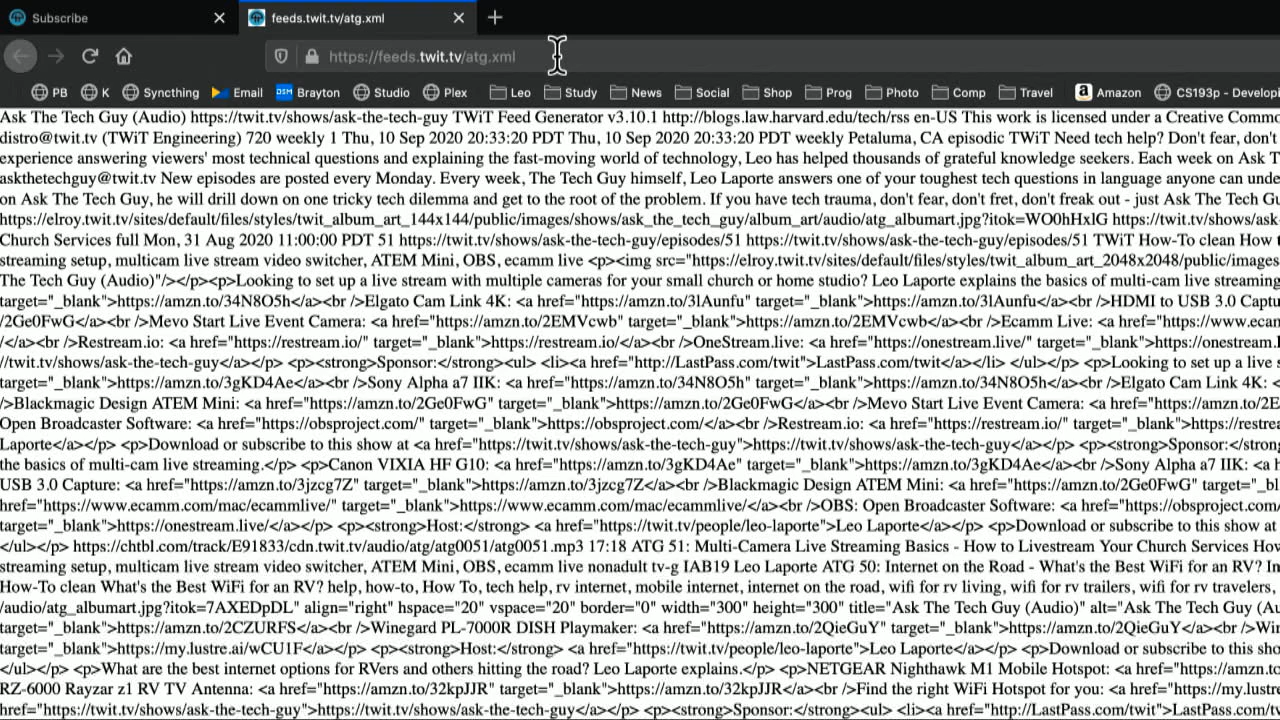 Subscribe
feeds.twit.tv/atg.xml
https://feeds.twit.tv/atg.xml
PB K Syncthing Email DSM Brayton Studio Plex Leo Study News Social Shop Prog Photo Comp Travel Amazon CS193p - Developi
Ask The Tech Guy (Audio) https://twit.tv/shows/ask-the-tech-guy TWiT Feed Generator v3.10.1 http://blogs.law.harvard.edu/tech/rss en-US This work is licensed under a Creative Commo
distro@twit.tv (TWiT Engineering) 720 weekly 1 Thu, 10 Sep 2020 20:33:20 PDT Thu, 10 Sep 2020 20:33:20 PDT weekly Petaluma, CA episodic TWiT Need tech help? Don't fear, don't
experience answering viewers' most technical questions and explaining the fast-moving world of technology, Leo has helped thousands of grateful knowledge seekers. Each week on Ask T
askthetechguy@twit.tv New episodes are posted every Monday. Every week, The Tech Guy himself, Leo Laporte answers one of your toughest tech questions in language anyone can unde
on Ask The Tech Guy, he will drill down on one tricky tech dilemma and get to the root of the problem. If you have tech trauma, don't fear, don't fret, don't freak out - just Ask The Tech Gu
https://elroy.twit.tv/sites/default/files/styles/twit_album_art_144x144/public/images/shows/ask_the_tech_guy/album_art/audio/atg_albumart.jpg?itok=WO0hHxlG https://twit.tv/shows/ask
Church Services full Mon, 31 Aug 2020 11:00:00 PDT 51 https://twit.tv/shows/ask-the-tech-guy/episodes/51 https://twit.tv/shows/ask-the-tech-guy/episodes/51 TWiT How-To clean How
streaming setup, multicam live stream video switcher, ATEM Mini, OBS, ecamm live <p><img src="https://elroy.twit.tv/sites/default/files/styles/twit_album_art_2048x2048/public/images
The Tech Guy (Audio)"/></p><p>Looking to set up a live stream with multiple cameras for your small church or home studio? Leo Laporte explains the basics of multi-cam live streaming
target="_blank">https://amzn.to/34N8O5h</a><br />Elgato Cam Link 4K: <a href="https://amzn.to/3lAunfu" target="_blank">https://amzn.to/3lAunfu</a><br />HDMI to USB 3.0 Captu
/2Ge0FwG</a><br />Mevo Start Live Event Camera: <a href="https://amzn.to/2EMVcwb" target="_blank">https://amzn.to/2EMVcwb</a><br />Ecamm Live: <a href="https://www.ecan
/</a><br />Restream.io: <a href="https://restream.io/" target="_blank">https://restream.io/</a><br />OneStream.live: <a href="https://onestream.live/" target="_blank">https://onestream.l
//twit.tv/shows/ask-the-tech-guy</a></p> <p><strong>Sponsor:</strong><ul> <li><a href="http://LastPass.com/twit">LastPass.com/twit</a></li> </ul></p> <p>Looking to set up a live s
target="_blank">https://amzn.to/3gKD4Ae</a><br />Sony Alpha a7 IIK: <a href="https://amzn.to/34N8O5h" target="_blank">https://amzn.to/34N8O5h</a><br />Elgato Cam Link 4K: <
/>Blackmagic Design ATEM Mini: <a href="https://amzn.to/2Ge0FwG" target="_blank">https://amzn.to/2Ge0FwG</a><br />Mevo Start Live Event Camera: <a href="https://amzn.to/2E
Open Broadcaster Software: <a href="https://obsproject.com/" target="_blank">https://obsproject.com/</a><br />Restream.io: <a href="https://restream.io/" target="_blank">https://restrea
Laporte</a></p> <p>Download or subscribe to this show at <a href="https://twit.tv/shows/ask-the-tech-guy">https://twit.tv/shows/ask-the-tech-guy</a></p> <p><strong>Sponsor:</strong
the basics of multi-cam live streaming.</p> <p>Canon VIXIA HF G10: <a href="https://amzn.to/3gKD4Ae" target="_blank">https://amzn.to/3gKD4Ae</a><br />Sony Alpha a7 IIK: <a
USB 3.0 Capture: <a href="https://amzn.to/3jzcg7Z" target="_blank">https://amzn.to/3jzcg7Z</a><br />Blackmagic Design ATEM Mini: <a href="https://amzn.to/2Ge0FwG" target="_bl
href="https://www.ecamm.com/mac/ecammlive/" target="_blank">https://www.ecamm.com/mac/ecammlive/</a><br />OBS: Open Broadcaster Software: <a href="https://obsproject.com/
target="_blank">https://onestream.live/</a></p> <p><strong>Host:</strong> <a href="https://twit.tv/people/leo-laporte">Leo Laporte</a></p> <p>Download or subscribe to this show at
</ul></p> https://chtbl.com/track/E91833/cdn.twit.tv/audio/atg/atg0051/atg0051.mp3 17:18 ATG 51: Multi-Camera Live Streaming Basics - How to Livestream Your Church Services How
streaming setup, multicam live stream video switcher, ATEM Mini, OBS, ecamm live nonadult tv-g IAB19 Leo Laporte ATG 50: Internet on the Road - What's the Best WiFi for an RV? In
How-To clean What's the Best WiFi for an RV? help, how-to, How To, tech help, rv internet, mobile internet, internet on the road, wifi for rv living, wifi for rv trailers, wifi for rv travelers,
/audio/atg_albumart.jpg?itok=7AXEDpDL" align="right" hspace="20" vspace="20" border="0" width="300" height="300" title="Ask The Tech Guy (Audio)" alt="Ask The Tech Guy (Au
target="_blank">https://amzn.to/2CZURFS</a><br />Winegard PL-7000R DISH Playmaker: <a href="https://amzn.to/2QieGuY" target="_blank">https://amzn.to/2QieGuY</a><br />Win
target="_blank">https://my.lustre.ai/wCU1F</a></p> <p><strong>Host:</strong> <a href="https://twit.tv/people/leo-laporte">Leo Laporte</a></p> <p>Download or subscribe to this sho
</ul></p> <p>What are the best internet options for RVers and others hitting the road? Leo Laporte explains.</p> <p>NETGEAR Nighthawk M1 Mobile Hotspot: <a href="https://amzn.to
RZ-6000 Rayzar z1 RV TV Antenna: <a href="https://amzn.to/32kpJJR" target="_blank">https://amzn.to/32kpJJR</a><br />Find the right WiFi Hotspot for you: <a href="https://my.lustr
href="https://twit.tv/shows/ask-the-tech-guy">https://twit.tv/shows/ask-the-tech-guy</a></p> <p><strong>Sponsor:</strong><ul> <li><a href="http://LastPass.com/twit">LastPass.com/tw